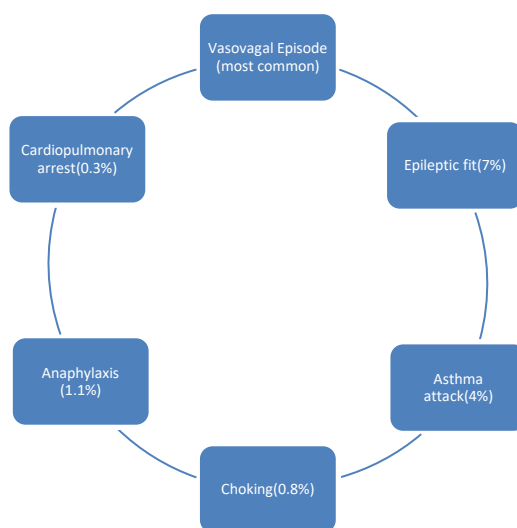 Vasovagal Episode
(most common)
Epileptic fit(7%)
Asthma
attack(4%)
Choking(0.8%)
Anaphylaxis
(1.1%)
Cardiopulmonary
arrest(0.3%)